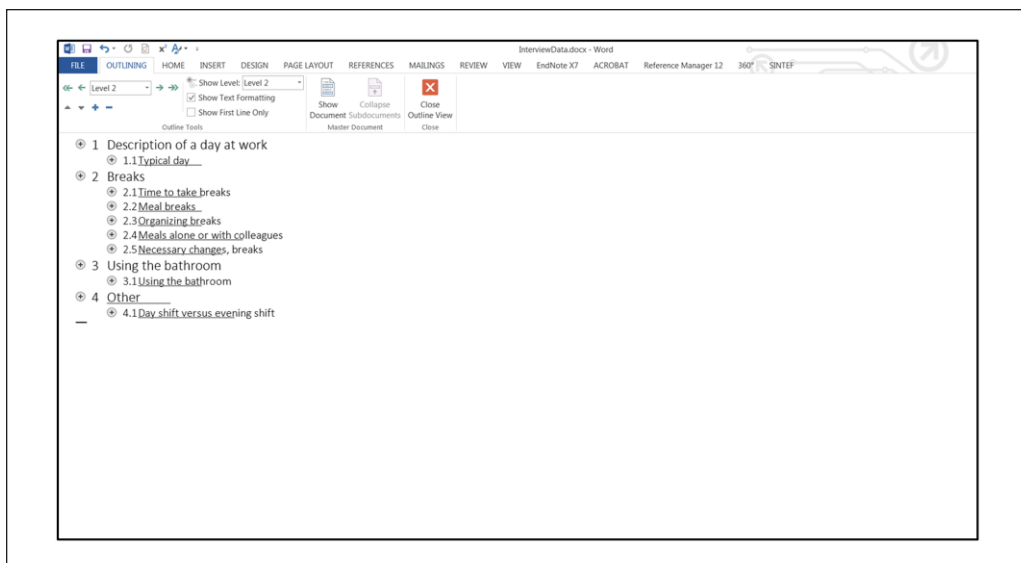 InterviewData.docx - Word
FILE OUTLINING HOME INSERT DESIGN PAGE LAYOUT REFERENCES MAILINGS REVIEW VIEW EndNote X7 ACROBAT Reference Manager 12 360° SINTEF
Level 2
Show Level: Level 2
Show Text Formatting
Show First Line Only
Show Document
Collapse Subdocuments
Close Outline View
Outline Tools
Master Document
Close
1 Description of a day at work
1.1 Typical day
2 Breaks
2.1 Time to take breaks
2.2 Meal breaks
2.3 Organizing breaks
2.4 Meals alone or with colleagues
2.5 Necessary changes, breaks
3 Using the bathroom
3.1 Using the bathroom
4 Other
4.1 Day shift versus evening shift